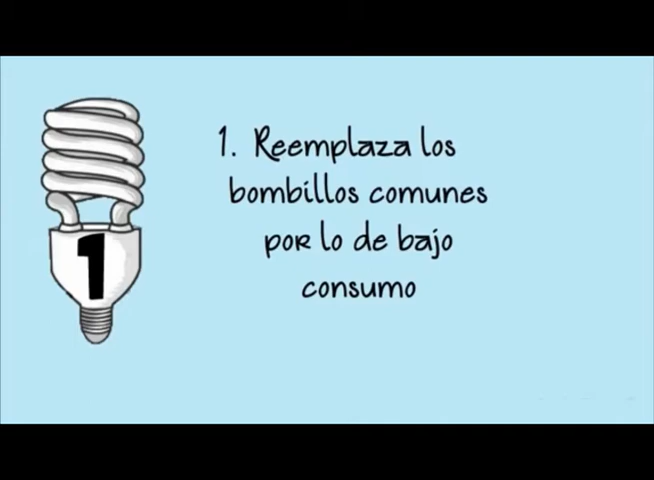 1
1. Reemplaza los
bombillos comunes
por lo de bajo
consumo